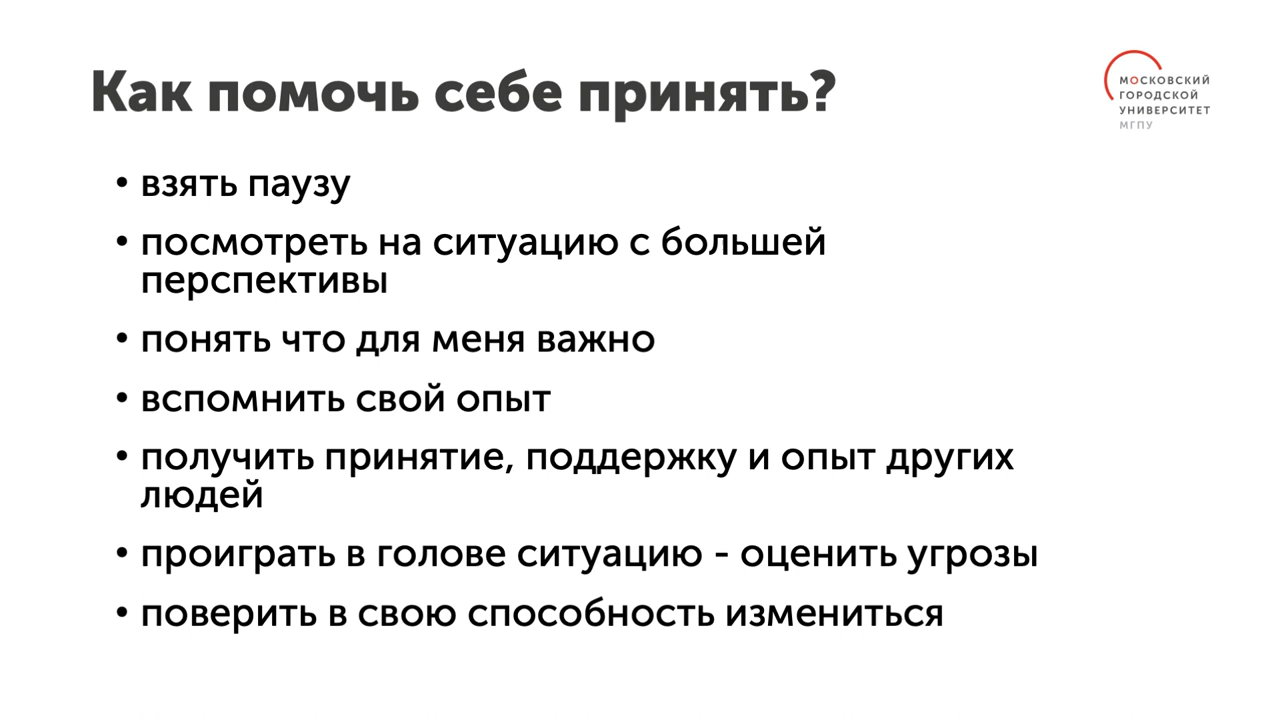 Как помочь себе принять?
МОСКОВСКИЙ
ГОРОДСКОЙ
УНИВЕРСИТЕТ
МГПУ
• взять паузу
• посмотреть на ситуацию с большей
перспективы
• понять что для меня важно
• вспомнить свой опыт
• получить принятие, поддержку и опыт других
людей
• проиграть в голове ситуацию - оценить угрозы
• поверить в свою способность измениться